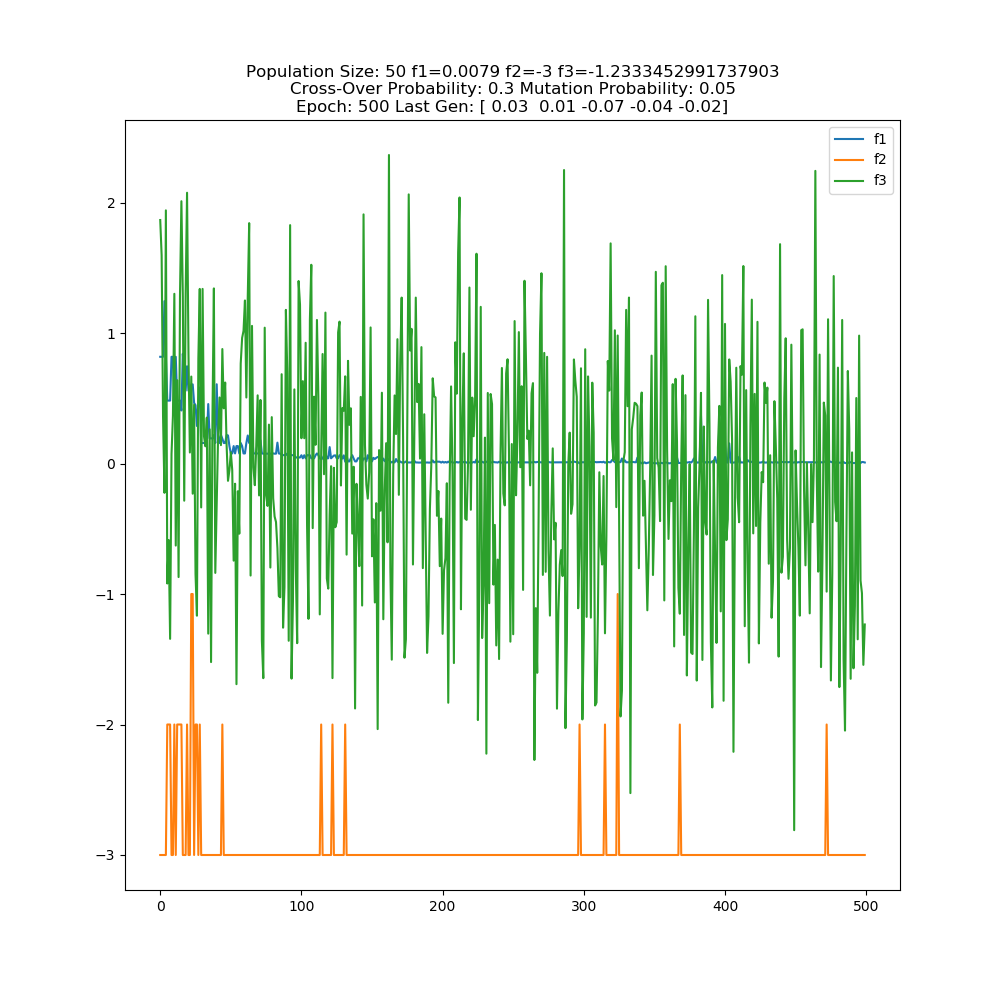 Population Size: 50 f1=0.0079 f2=-3 f3=-1.2333452991737903
Cross-Over Probability: 0.3 Mutation Probability: 0.05
Epoch: 500 Last Gen: [ 0.03  0.01 -0.07 -0.04 -0.02]
f1
f2
f3
2
1
0
−1
−2
−3
0
100
200
300
400
500